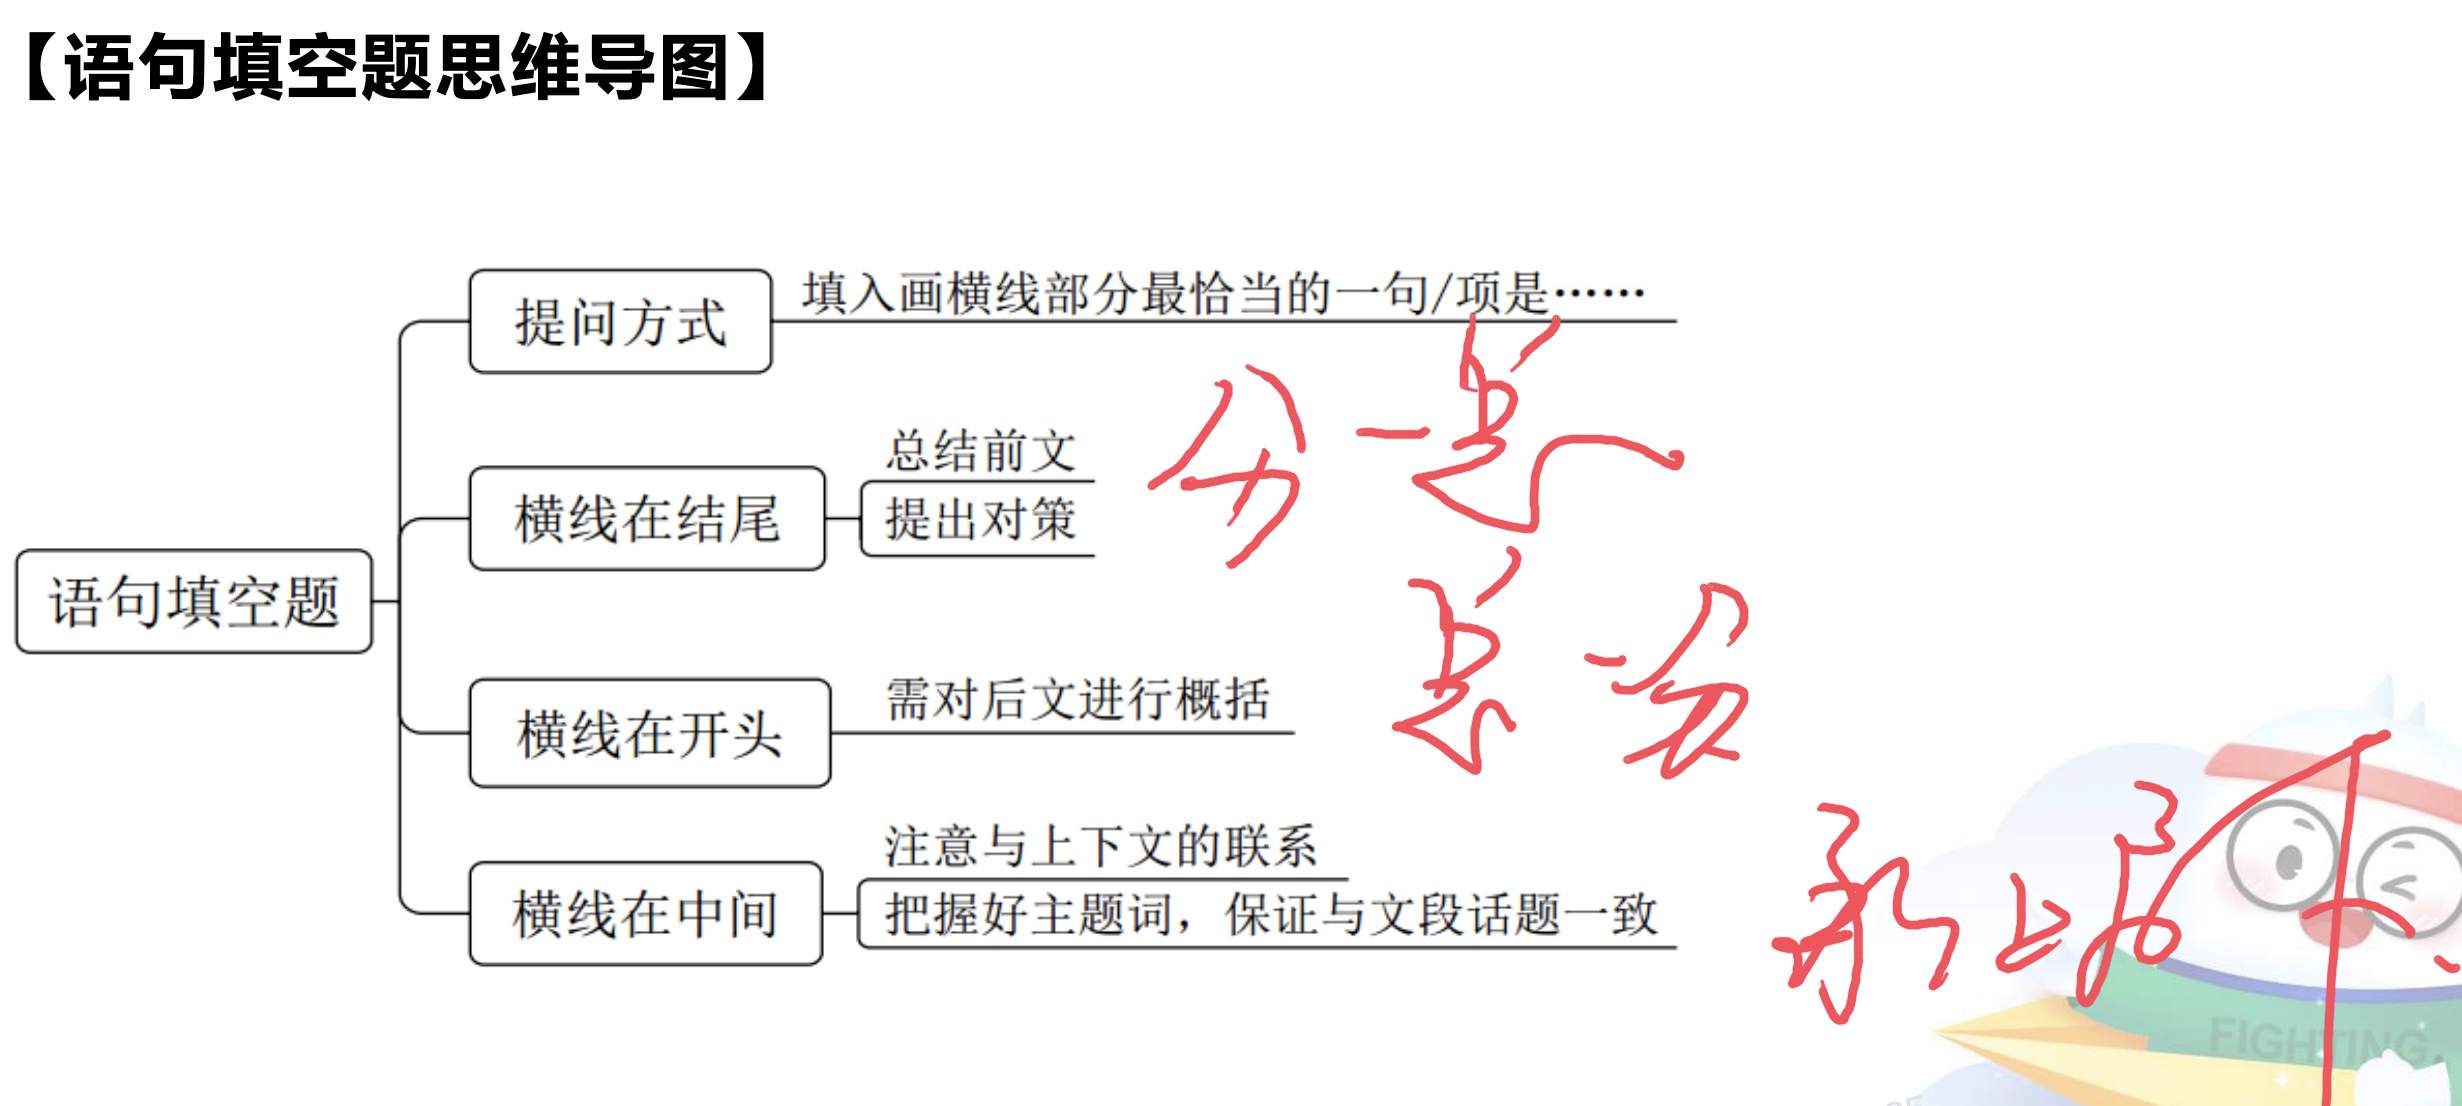 【语句填空题思维导图】
填入画横线部分最恰当的一句/项是……
提问方式
分-总
总结前文
横线在结尾
提出对策
语句填空题
总-分
需对后文进行概括
横线在开头
注意与上下文的联系
横线在中间
把握好主题词，保证与文段话题一致
承上启下
FIGHTING